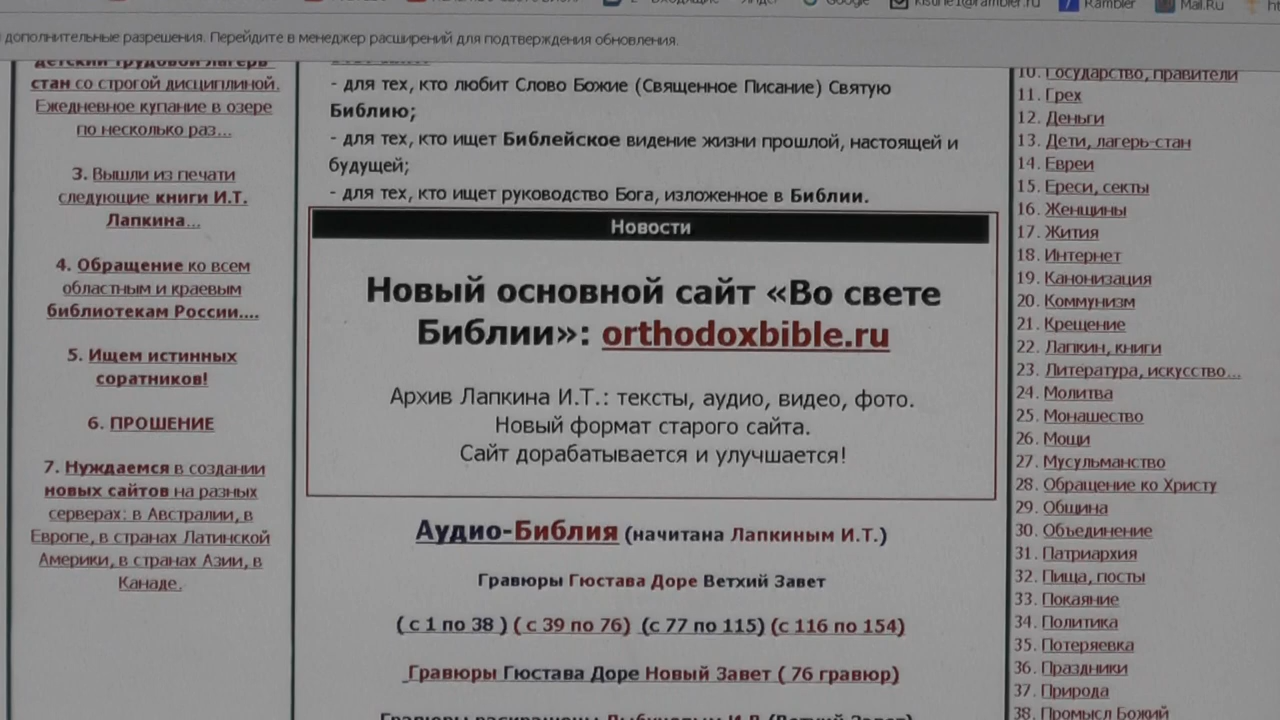 Google
kisune1@rambler.ru
Rambler
Mail.Ru
дополнительные разрешения. Перейдите в менеджер расширений для подтверждения обновления.
детский трудовой лагерь-
стан со строгой дисциплиной.
Ежедневное купание в озере
по несколько раз...
3. Вышли из печати
следующие книги И.Т.
Лапкина...
4. Обращение ко всем
областным и краевым
библиотекам России....
5. Ищем истинных
соратников!
6. ПРОШЕНИЕ
7. Нуждаемся в создании
новых сайтов на разных
серверах: в Австралии, в
Европе, в странах Латинской
Америки, в странах Азии, в
Канаде.
- для тех, кто любит Слово Божие (Священное Писание) Святую
Библию;
- для тех, кто ищет Библейское видение жизни прошлой, настоящей и
будущей;
- для тех, кто ищет руководство Бога, изложенное в Библии.
Новости
Новый основной сайт «Во свете
Библии»: orthodoxbible.ru
Архив Лапкина И.Т.: тексты, аудио, видео, фото.
Новый формат старого сайта.
Сайт дорабатывается и улучшается!
Аудио-Библия (начитана Лапкиным И.Т.)
Гравюры Гюстава Доре Ветхий Завет
( с 1 по 38 ) ( с 39 по 76) (с 77 по 115) (с 116 по 154)
Гравюры Гюстава Доре Новый Завет ( 76 гравюр)
10. Государство, правители
11. Грех
12. Деньги
13. Дети, лагерь-стан
14. Евреи
15. Ереси, секты
16. Женщины
17. Жития
18. Интернет
19. Канонизация
20. Коммунизм
21. Крещение
22. Лапкин, книги
23. Литература, искусство...
24. Молитва
25. Монашество
26. Мощи
27. Мусульманство
28. Обращение ко Христу
29. Община
30. Объединение
31. Патриархия
32. Пища, посты
33. Покаяние
34. Политика
35. Потеряевка
36. Праздники
37. Природа
38. Промысл Божий